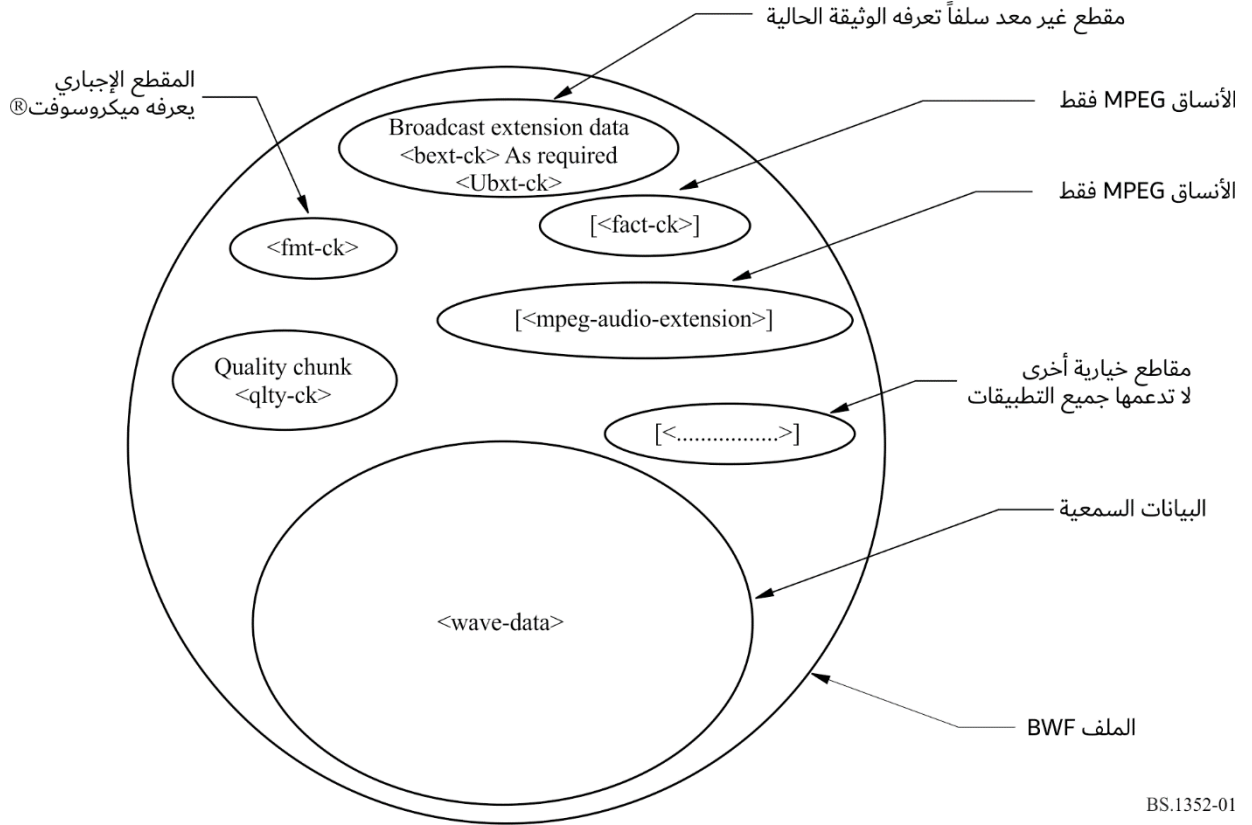 مقطع غير معد سلفاً تعرفه الوثيقة الحالية
المقطع الإجباري
يعرفه ميكروسوفت®
الأنساق MPEG فقط
Broadcast extension data
<bext-ck> As required
<Ubxt-ck>
الأنساق MPEG فقط
[<fact-ck>]
<fmt-ck>
[<mpeg-audio-extension>]
Quality chunk
<qlty-ck>
مقاطع خيارية أخرى
لا تدعمها جميع التطبيقات
[<.................>]
البيانات السمعية
<wave-data>
الملف BWF
BS.1352-01